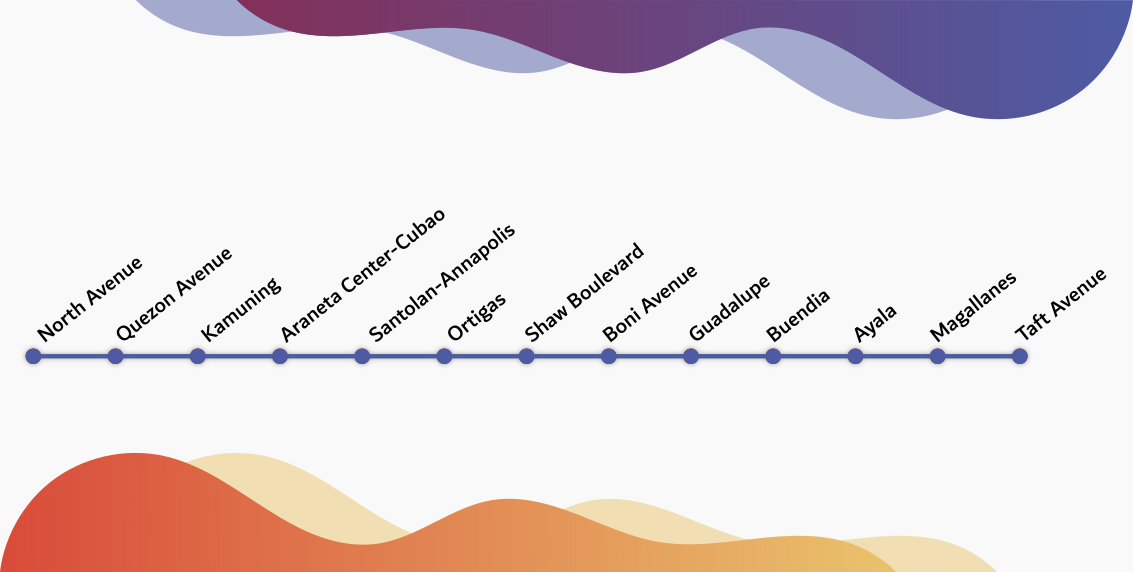 North Avenue
Quezon Avenue
Kamuning
Araneta Center-Cubao
Santolan-Annapolis
Ortigas
Shaw Boulevard
Boni Avenue
Guadalupe
Buendia
Ayala
Magallanes
Taft Avenue